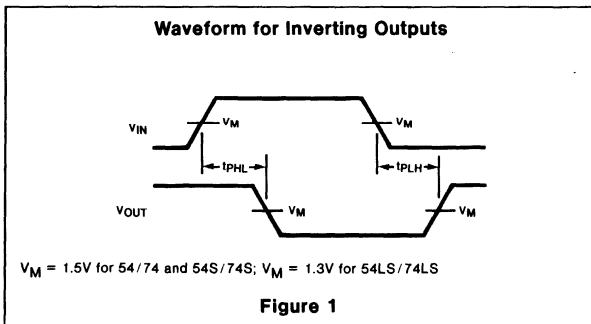 Waveform for Inverting Outputs
VIN
VM
VM
tPHL
tPLH
VOUT
VM
VM
VM = 1.5V for 54/74 and 54S/74S; VM = 1.3V for 54LS/74LS
Figure 1